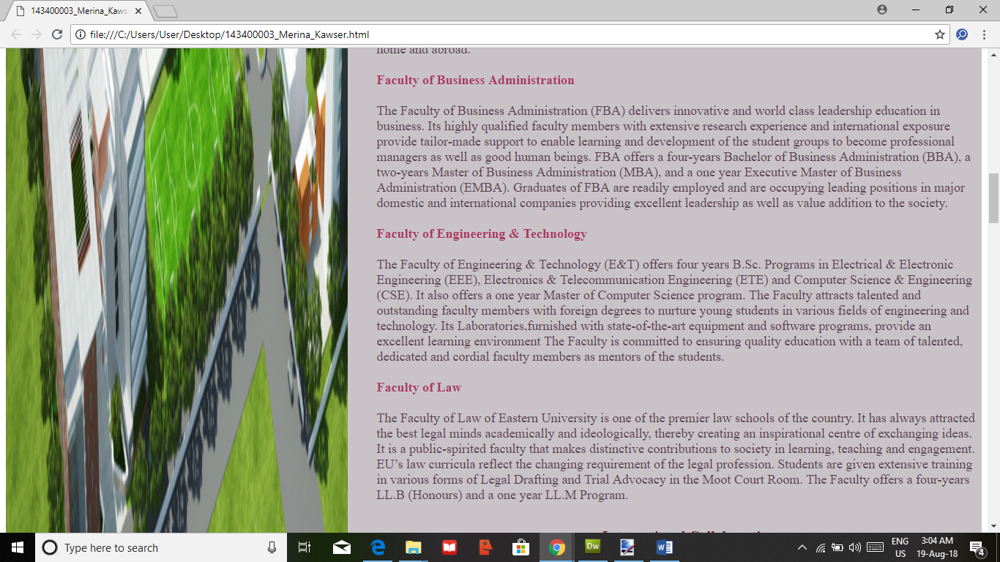 143400003_Merina_Kaws
file:///C:/Users/User/Desktop/143400003_Merina_Kawser.html
home and abroad.
Faculty of Business Administration
The Faculty of Business Administration (FBA) delivers innovative and world class leadership education in
business. Its highly qualified faculty members with extensive research experience and international exposure
provide tailor-made support to enable learning and development of the student groups to become professional
managers as well as good human beings. FBA offers a four-years Bachelor of Business Administration (BBA), a
two-years Master of Business Administration (MBA), and a one year Executive Master of Business
Administration (EMBA). Graduates of FBA are readily employed and are occupying leading positions in major
domestic and international companies providing excellent leadership as well as value addition to the society.
Faculty of Engineering & Technology
The Faculty of Engineering & Technology (E&T) offers four years B.Sc. Programs in Electrical & Electronic
Engineering (EEE), Electronics & Telecommunication Engineering (ETE) and Computer Science & Engineering
(CSE). It also offers a one year Master of Computer Science program. The Faculty attracts talented and
outstanding faculty members with foreign degrees to nurture young students in various fields of engineering and
technology. Its Laboratories,furnished with state-of-the-art equipment and software programs, provide an
excellent learning environment The Faculty is committed to ensuring quality education with a team of talented,
dedicated and cordial faculty members as mentors of the students.
Faculty of Law
The Faculty of Law of Eastern University is one of the premier law schools of the country. It has always attracted
the best legal minds academically and ideologically, thereby creating an inspirational centre of exchanging ideas.
It is a public-spirited faculty that makes distinctive contributions to society in learning, teaching and engagement.
EU’s law curricula reflect the changing requirement of the legal profession. Students are given extensive training
in various forms of Legal Drafting and Trial Advocacy in the Moot Court Room. The Faculty offers a four-years
LL.B (Honours) and a one year LL.M Program.
Type here to search
Dw
ENG
US
3:04 AM
19-Aug-18
4